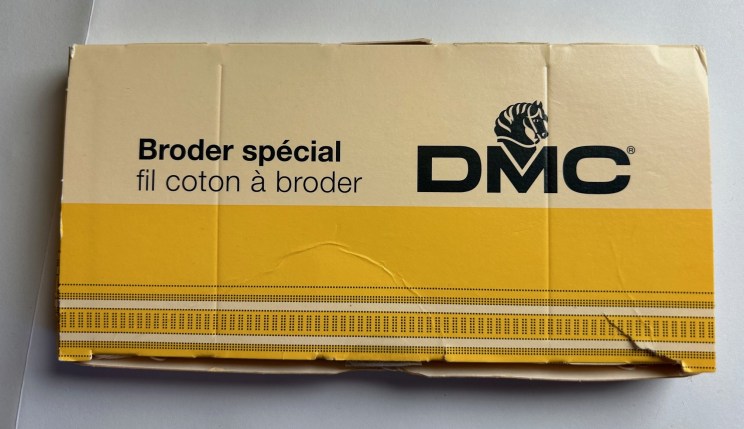 Broder spécial
fil coton à broder
DMC®